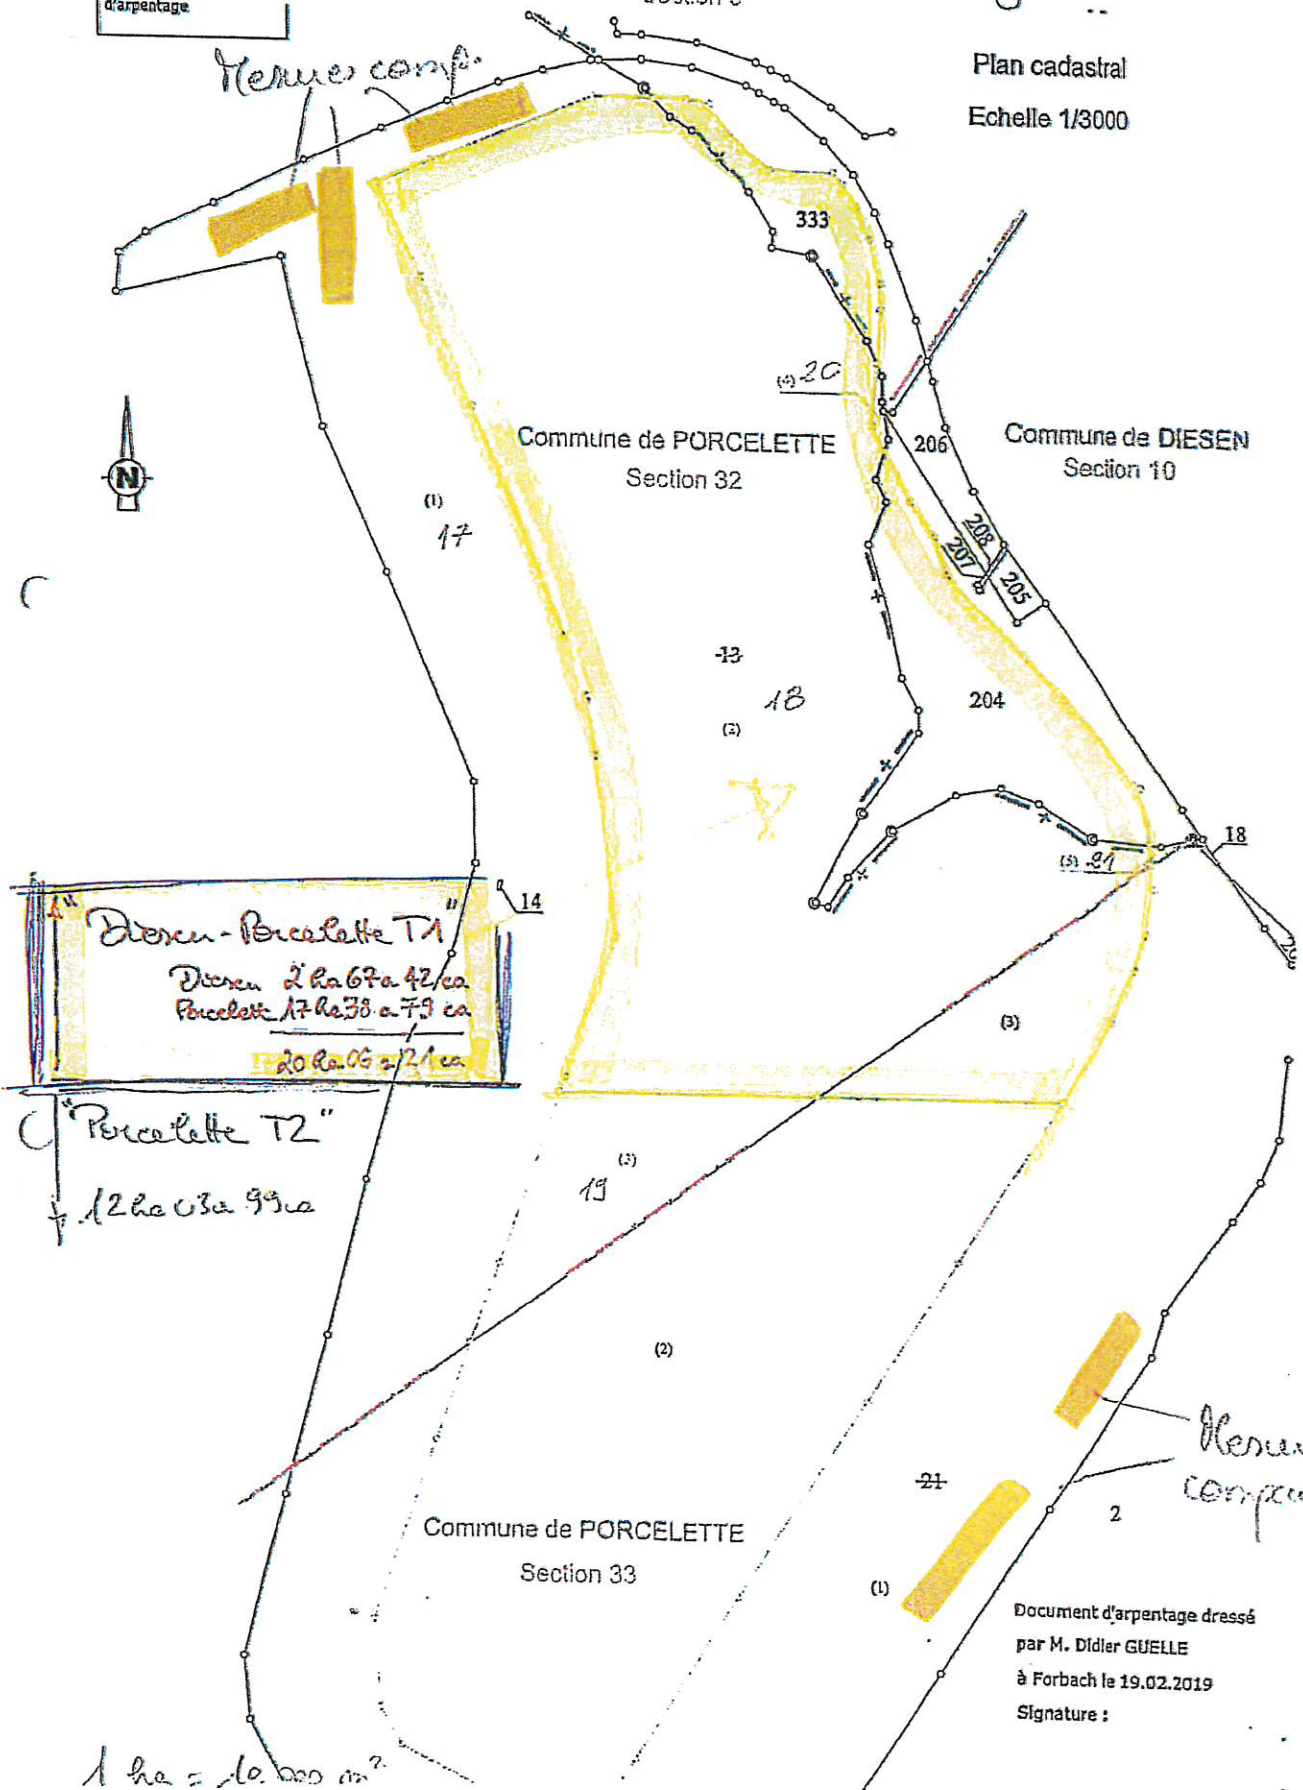 d'arpentage
Plan cadastral
Echelle 1/3000
Mesures comp.
333
(4) 20
Commune de PORCELETTE
Section 32
206
Commune de DIESEN
Section 10
N
(1)
17
208
207
205
13
18
(2)
204
18
(5) 21
14
1 "Diesen-Porcelette T1"
Diesen 2 ha 67 a 42 ca
Porcelette 17 ha 38 a 79 ca
20 ha 06 a 21 ca
(3)
"Porcelette T2"
12 ha 03 a 99 ca
(3)
19
(2)
21
2
Commune de PORCELETTE
Section 33
(1)
Document d'arpentage dressé
par M. Didier GUELLE
à Forbach le 19.02.2019
Signature :
1 ha = 10.000 m²